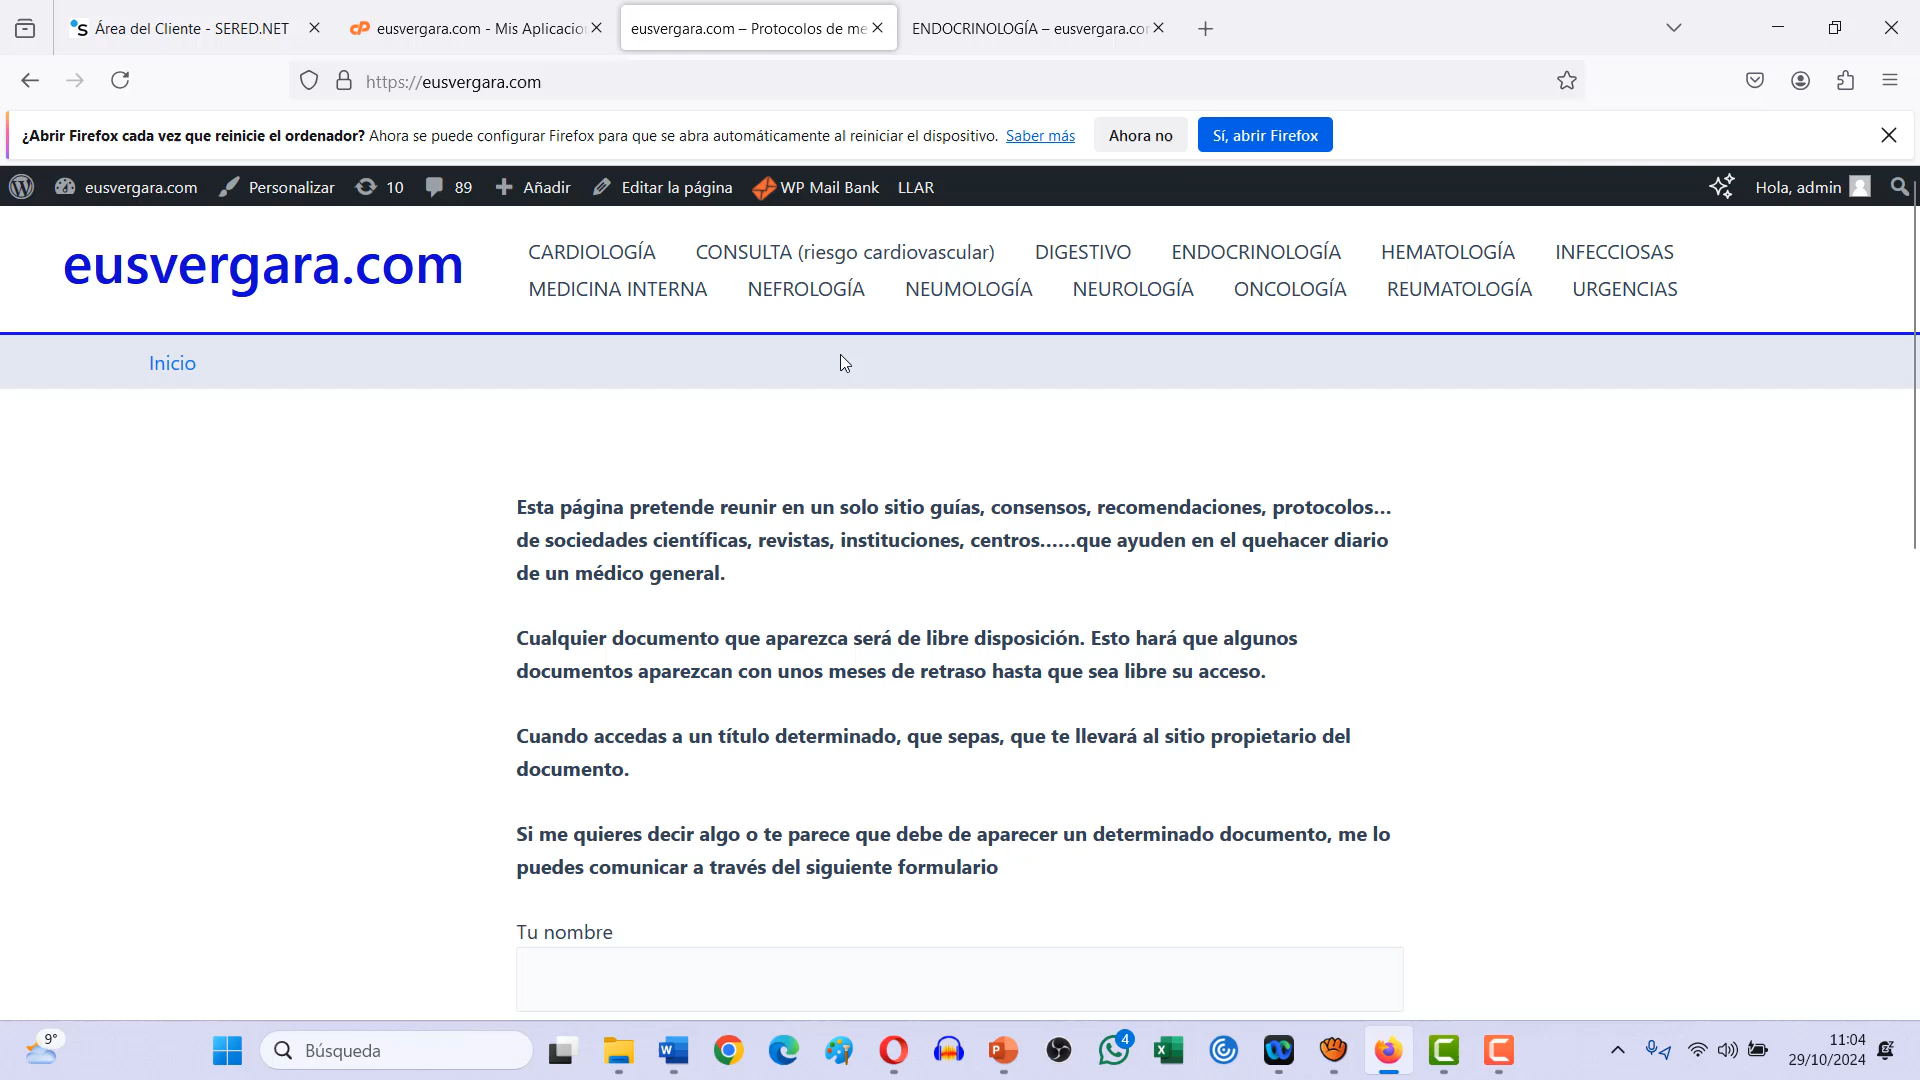 Área del Cliente - SERED.NET
eusvergara.com - Mis Aplicacio
eusvergara.com – Protocolos de me
ENDOCRINOLOGÍA – eusvergara.co
https://eusvergara.com
¿Abrir Firefox cada vez que reinicie el ordenador? Ahora se puede configurar Firefox para que se abra automáticamente al reiniciar el dispositivo. Saber más Ahora no Sí, abrir Firefox
eusvergara.com Personalizar 10 89 Añadir Editar la página WP Mail Bank LLAR Hola, admin
eusvergara.com
CARDIOLOGÍA CONSULTA (riesgo cardiovascular) DIGESTIVO ENDOCRINOLOGÍA HEMATOLOGÍA INFECCIOSAS
MEDICINA INTERNA NEFROLOGÍA NEUMOLOGÍA NEUROLOGÍA ONCOLOGÍA REUMATOLOGÍA URGENCIAS
Inicio
Esta página pretende reunir en un solo sitio guías, consensos, recomendaciones, protocolos…
de sociedades científicas, revistas, instituciones, centros……que ayuden en el quehacer diario
de un médico general.
Cualquier documento que aparezca será de libre disposición. Esto hará que algunos
documentos aparezcan con unos meses de retraso hasta que sea libre su acceso.
Cuando accedas a un título determinado, que sepas, que te llevará al sitio propietario del
documento.
Si me quieres decir algo o te parece que debe de aparecer un determinado documento, me lo
puedes comunicar a través del siguiente formulario
Tu nombre
9°
Búsqueda
4
11:04
29/10/2024